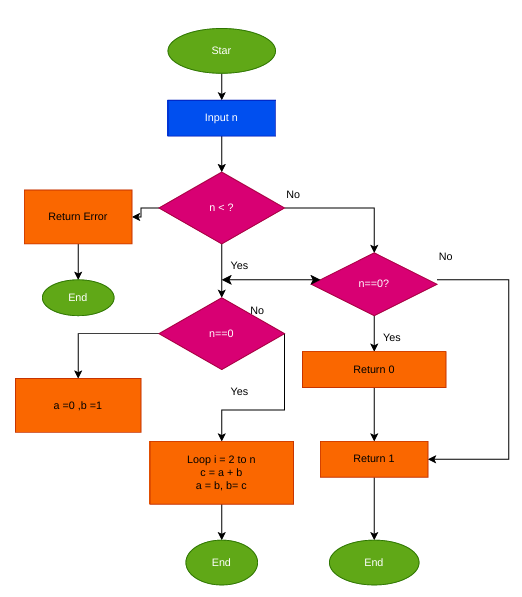 Star
Input n
n < ?
No
Return Error
No
Yes
n==0?
End
No
n==0
Yes
Return 0
Yes
a =0 ,b =1
Loop i = 2 to n
c = a + b
a = b, b= c
Return 1
End
End